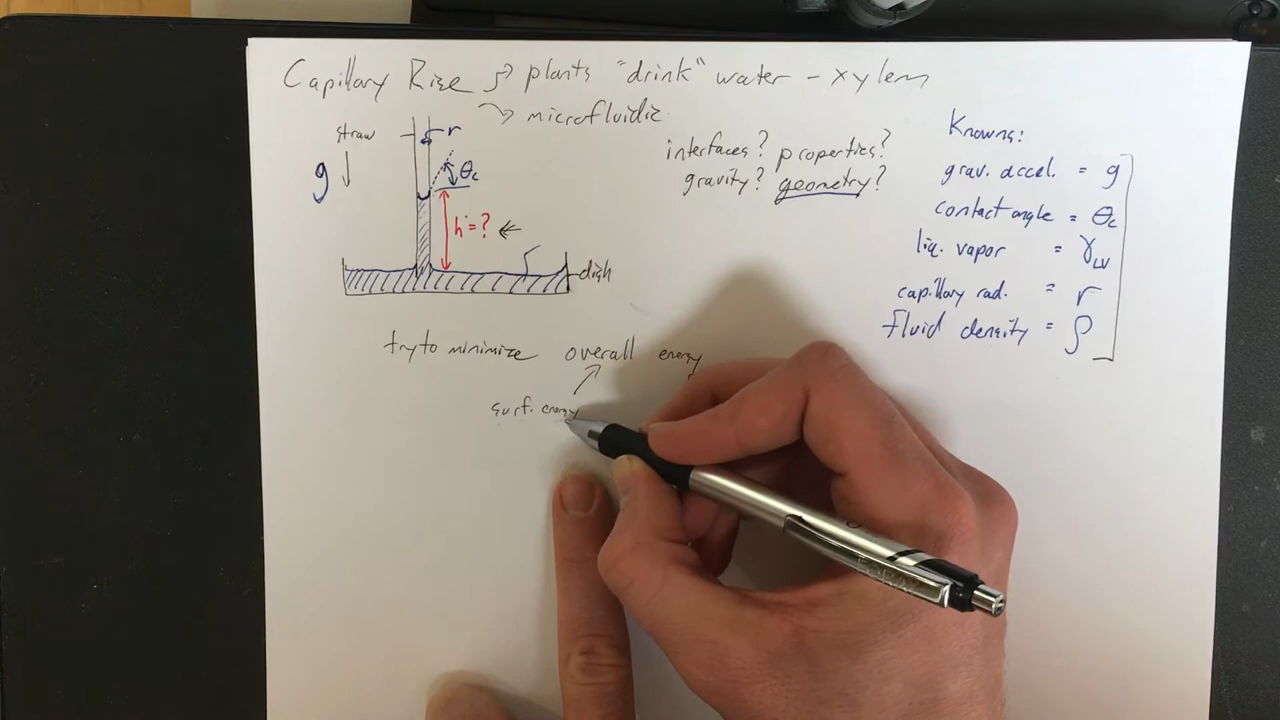 Capillary Rise → plants "drink" water - xylem
→ microfluidic
straw
r
θc
g
h = ?
dish
interfaces? properties?
gravity? geometry?
Knowns:
grav. accel. = g
contact angle = θc
liq. vapor = γLV
capillary rad. = r
fluid density = ρ
try to minimize overall energy
surf. energy